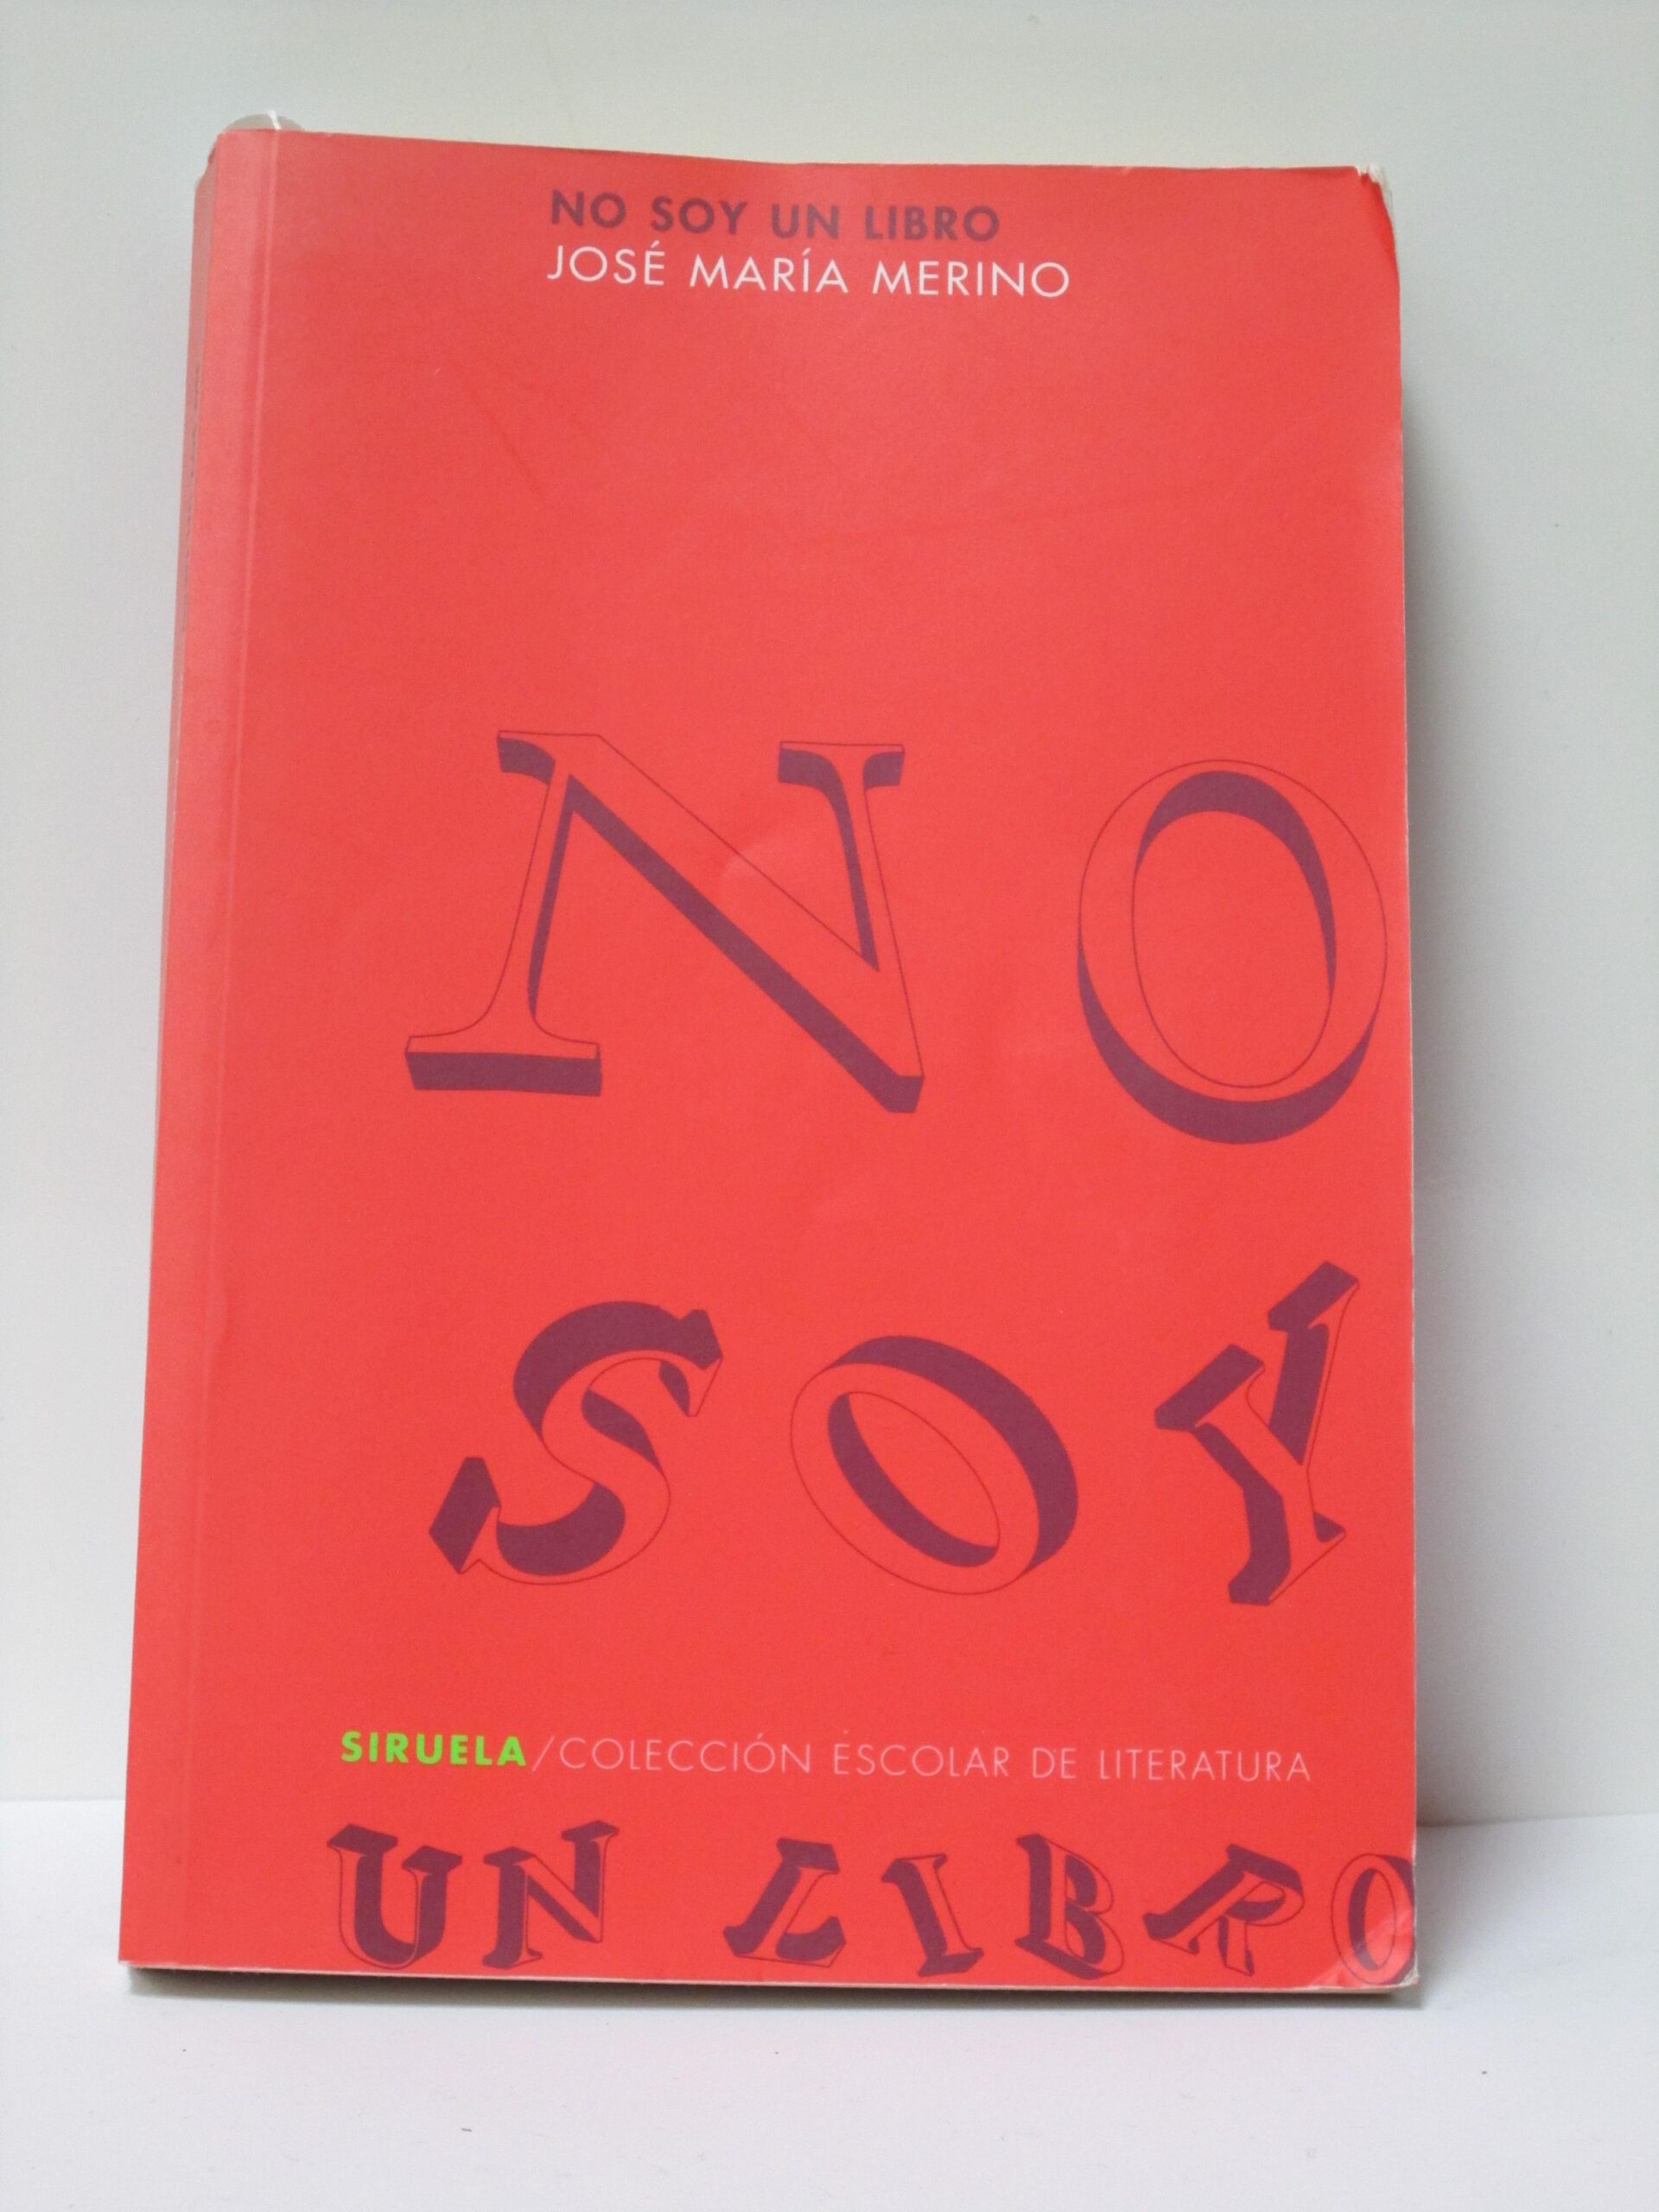 NO SOY UN LIBRO
JOSÉ MARÍA MERINO
NO
SOY
SIRUELA/COLECCIÓN ESCOLAR DE LITERATURA
UN LIBRO